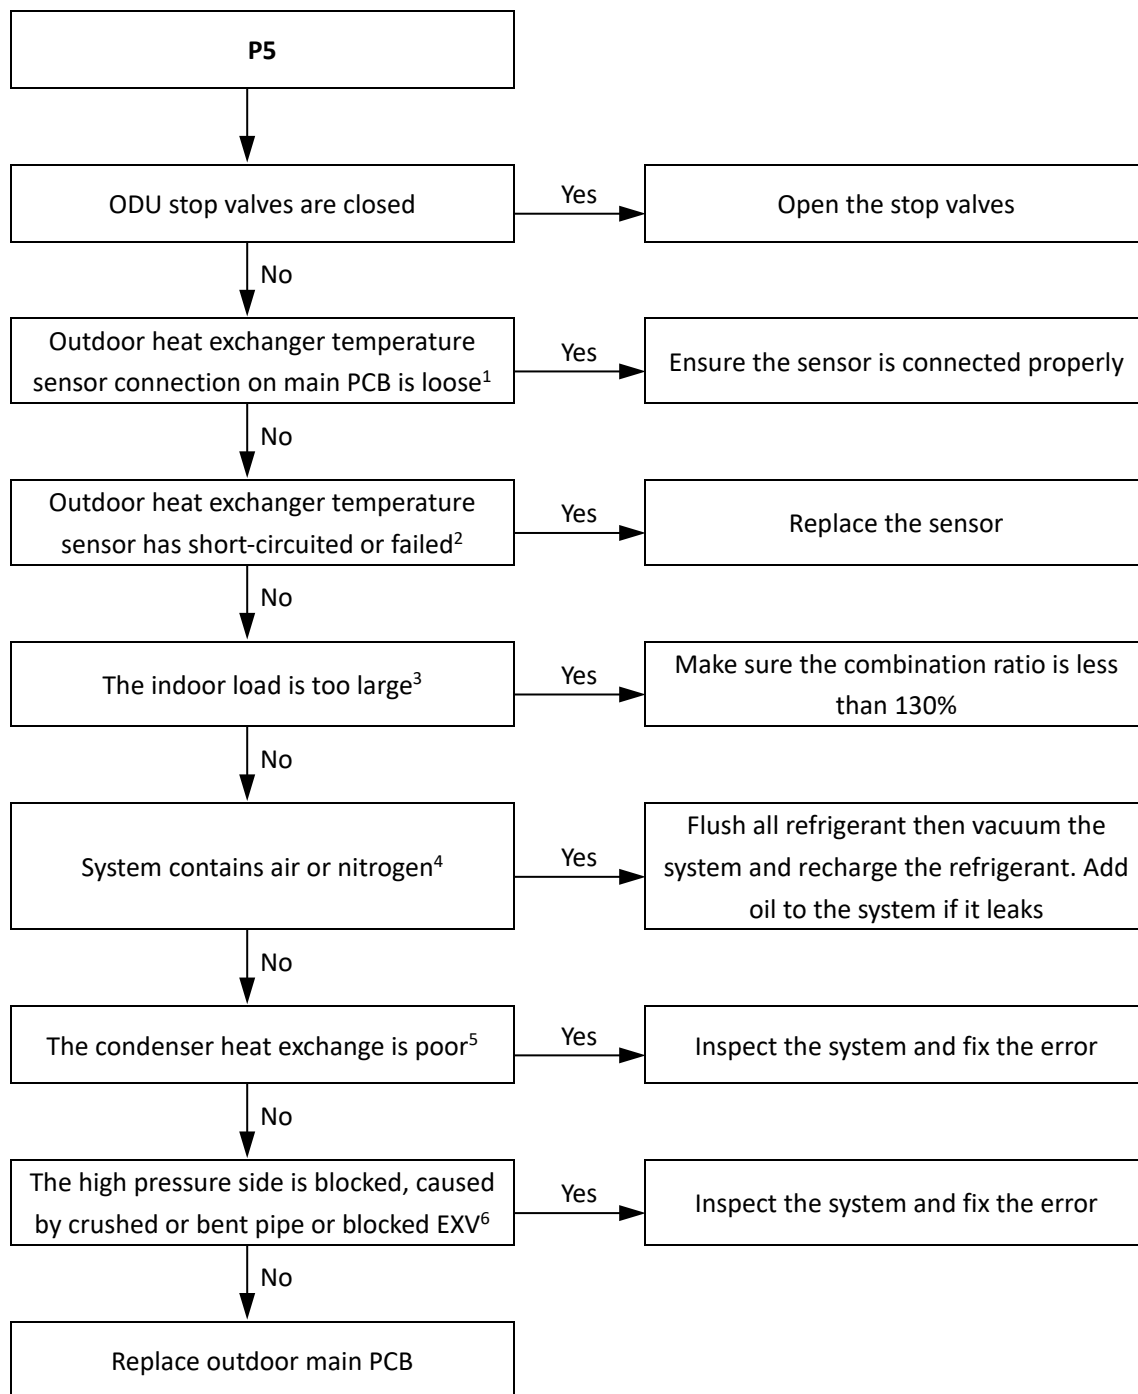 P5
ODU stop valves are closed
Yes
Open the stop valves
No
Outdoor heat exchanger temperature
sensor connection on main PCB is loose1
Yes
Ensure the sensor is connected properly
No
Outdoor heat exchanger temperature
sensor has short-circuited or failed2
Yes
Replace the sensor
No
The indoor load is too large3
Yes
Make sure the combination ratio is less
than 130%
No
System contains air or nitrogen4
Yes
Flush all refrigerant then vacuum the
system and recharge the refrigerant. Add
oil to the system if it leaks
No
The condenser heat exchange is poor5
Yes
Inspect the system and fix the error
No
The high pressure side is blocked, caused
by crushed or bent pipe or blocked EXV6
Yes
Inspect the system and fix the error
No
Replace outdoor main PCB